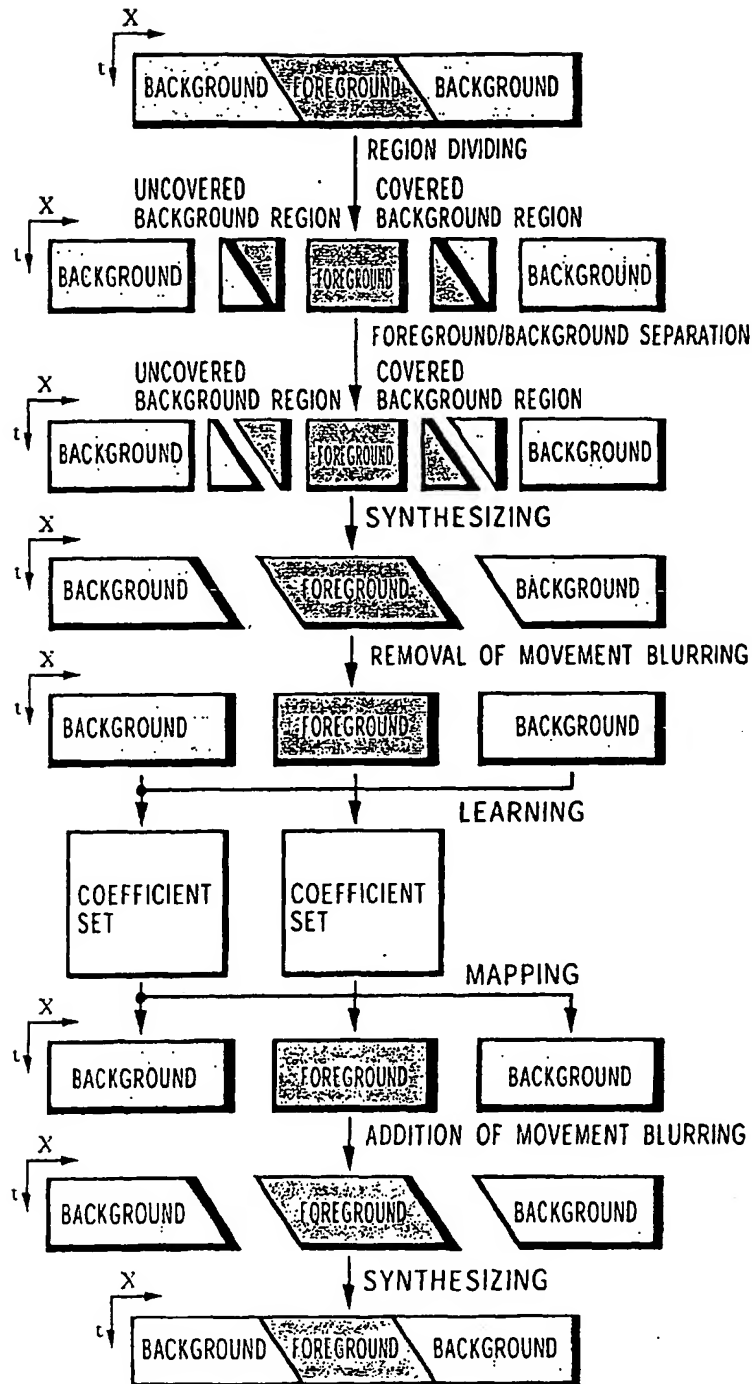 X
t
BACKGROUND FOREGROUND BACKGROUND
REGION DIVIDING
UNCOVERED BACKGROUND REGION
COVERED BACKGROUND REGION
X
t
BACKGROUND FOREGROUND BACKGROUND
FOREGROUND/BACKGROUND SEPARATION
UNCOVERED BACKGROUND REGION
COVERED BACKGROUND REGION
X
t
BACKGROUND FOREGROUND BACKGROUND
SYNTHESIZING
X
t
BACKGROUND FOREGROUND BACKGROUND
REMOVAL OF MOVEMENT BLURRING
X
t
BACKGROUND FOREGROUND BACKGROUND
LEARNING
COEFFICIENT SET
COEFFICIENT SET
MAPPING
X
t
BACKGROUND FOREGROUND BACKGROUND
ADDITION OF MOVEMENT BLURRING
X
t
BACKGROUND FOREGROUND BACKGROUND
SYNTHESIZING
X
t
BACKGROUND FOREGROUND BACKGROUND